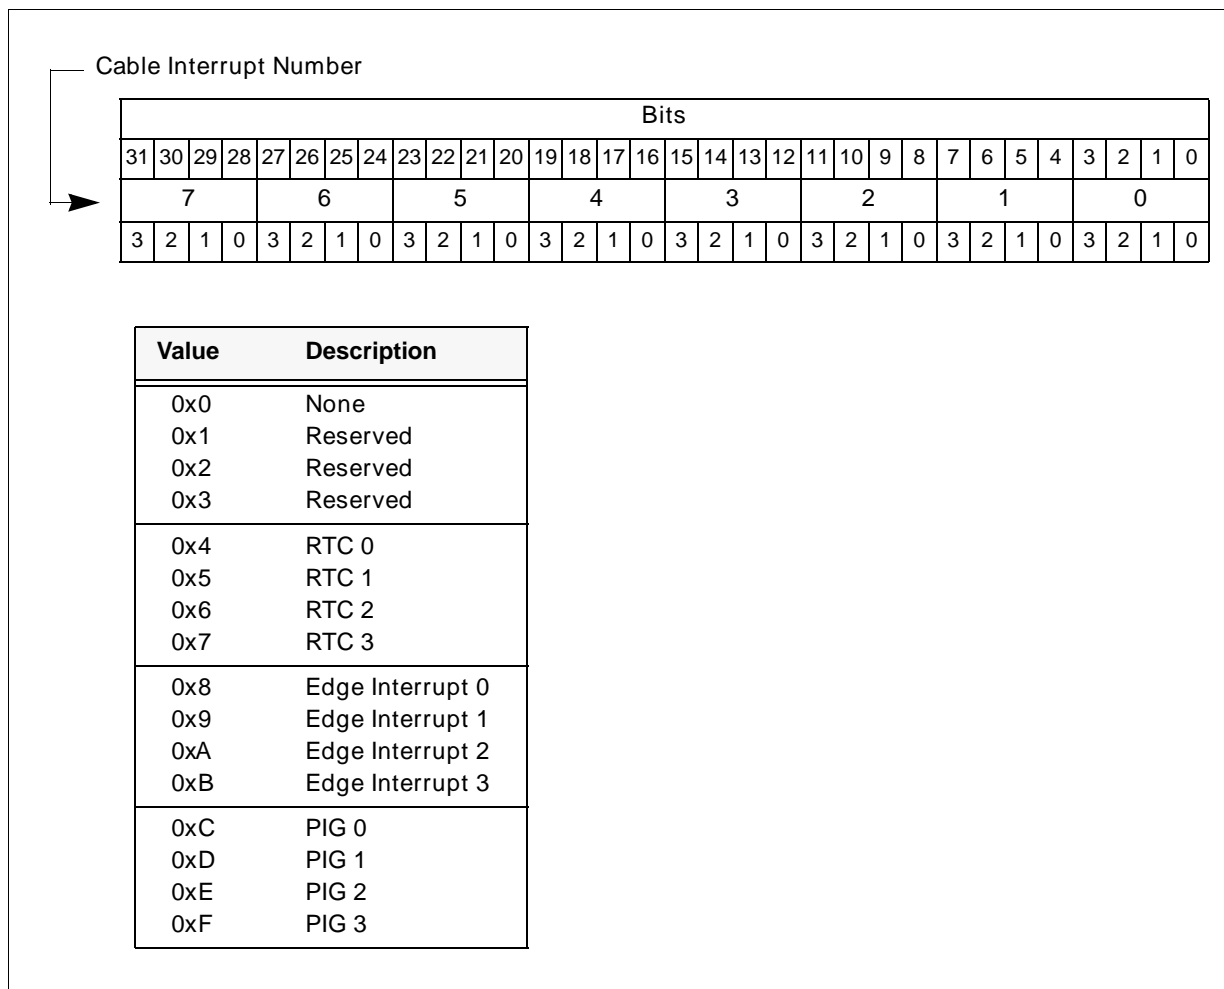 Cable Interrupt Number
Bits
31 30 29 28 27 26 25 24 23 22 21 20 19 18 17 16 15 14 13 12 11 10 9 8 7 6 5 4 3 2 1 0
7 6 5 4 3 2 1 0
3 2 1 0 3 2 1 0 3 2 1 0 3 2 1 0 3 2 1 0 3 2 1 0 3 2 1 0 3 2 1 0
Value Description
0x0 None
0x1 Reserved
0x2 Reserved
0x3 Reserved
0x4 RTC 0
0x5 RTC 1
0x6 RTC 2
0x7 RTC 3
0x8 Edge Interrupt 0
0x9 Edge Interrupt 1
0xA Edge Interrupt 2
0xB Edge Interrupt 3
0xC PIG 0
0xD PIG 1
0xE PIG 2
0xF PIG 3